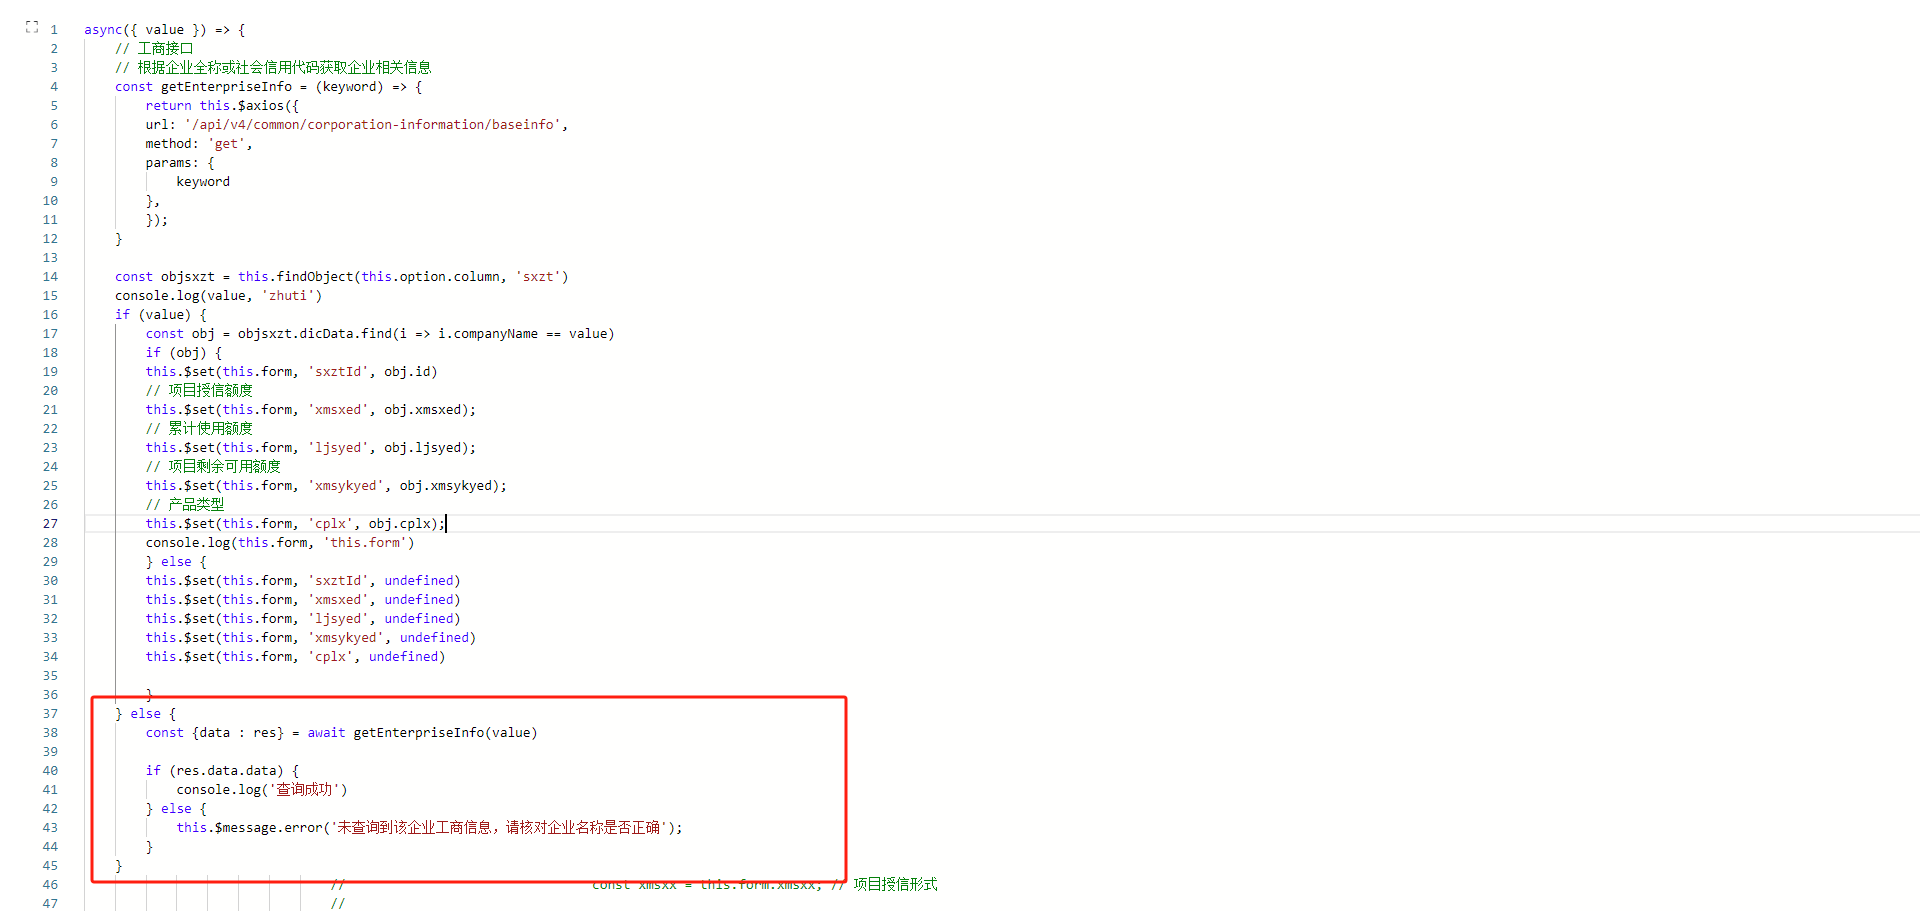 1 async({ value }) => {
2 // 工商接口
3 // 根据企业全称或社会信用代码获取企业相关信息
4 const getEnterpriseInfo = (keyword) => {
5 return this.$axios({
6 url: '/api/v4/common/corporation-information/baseinfo',
7 method: 'get',
8 params: {
9 keyword
10 },
11 });
12 }
13
14 const objsxzt = this.findObject(this.option.column, 'sxzt')
15 console.log(value, 'zhuti')
16 if (value) {
17 const obj = objsxzt.dicData.find(i => i.companyName == value)
18 if (obj) {
19 this.$set(this.form, 'sxztId', obj.id)
20 // 项目授信额度
21 this.$set(this.form, 'xmsxed', obj.xmsxed);
22 // 累计使用额度
23 this.$set(this.form, 'ljsyed', obj.ljsyed);
24 // 项目剩余可用额度
25 this.$set(this.form, 'xmsykyed', obj.xmsykyed);
26 // 产品类型
27 this.$set(this.form, 'cplx', obj.cplx);
28 console.log(this.form, 'this.form')
29 } else {
30 this.$set(this.form, 'sxztId', undefined)
31 this.$set(this.form, 'xmsxed', undefined)
32 this.$set(this.form, 'ljsyed', undefined)
33 this.$set(this.form, 'xmsykyed', undefined)
34 this.$set(this.form, 'cplx', undefined)
35
36 }
37 } else {
38 const {data : res} = await getEnterpriseInfo(value)
39
40 if (res.data.data) {
41 console.log('查询成功')
42 } else {
43 this.$message.error('未查询到该企业工商信息，请核对企业名称是否正确');
44 }
45 }
46 // const xmsxx = this.form.xmsxx; // 项目授信形式
47 //